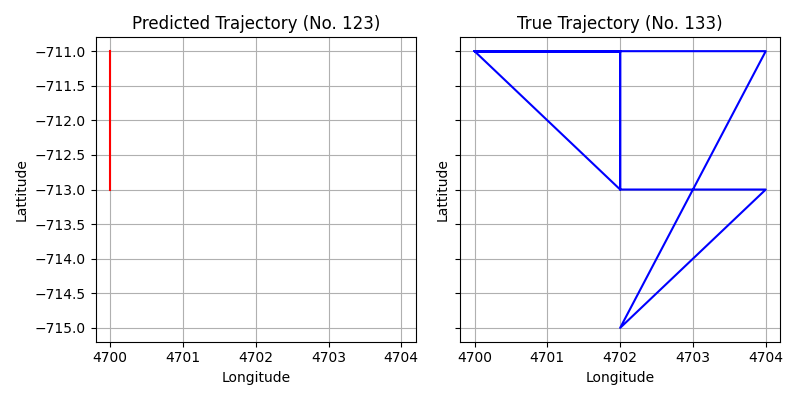 Predicted Trajectory (No. 123)
True Trajectory (No. 133)
−711.0
−711.5
−712.0
−712.5
−713.0
−713.5
−714.0
−714.5
−715.0
Lattitude
Lattitude
4700 4701 4702 4703 4704
4700 4701 4702 4703 4704
Longitude
Longitude